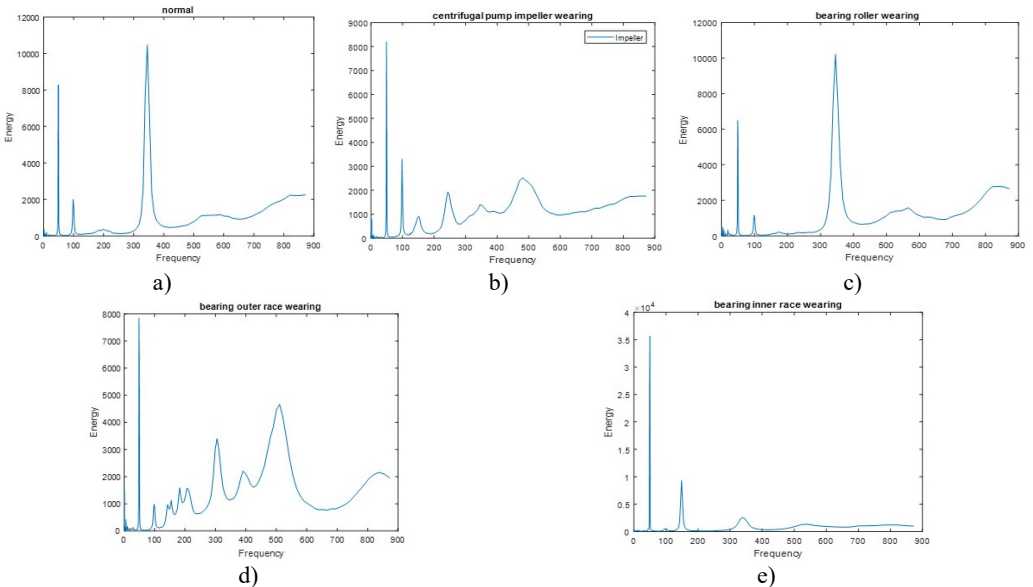 normal
12000
10000
8000
6000
4000
2000
0
Energy
0 100 200 300 400 500 600 700 800 900
Frequency
a)
centrifugal pump impeller wearing
Impeller
9000
8000
7000
6000
5000
4000
3000
2000
1000
0
Energy
0 100 200 300 400 500 600 700 800 900
Frequency
b)
bearing roller wearing
12000
10000
8000
6000
4000
2000
0
Energy
0 100 200 300 400 500 600 700 800 900
Frequency
c)
bearing outer race wearing
8000
7000
6000
5000
4000
3000
2000
1000
0
Energy
0 100 200 300 400 500 600 700 800 900
Frequency
d)
bearing inner race wearing
×10⁴
4
3.5
3
2.5
2
1.5
1
0.5
0
Energy
0 100 200 300 400 500 600 700 800 900
Frequency
e)